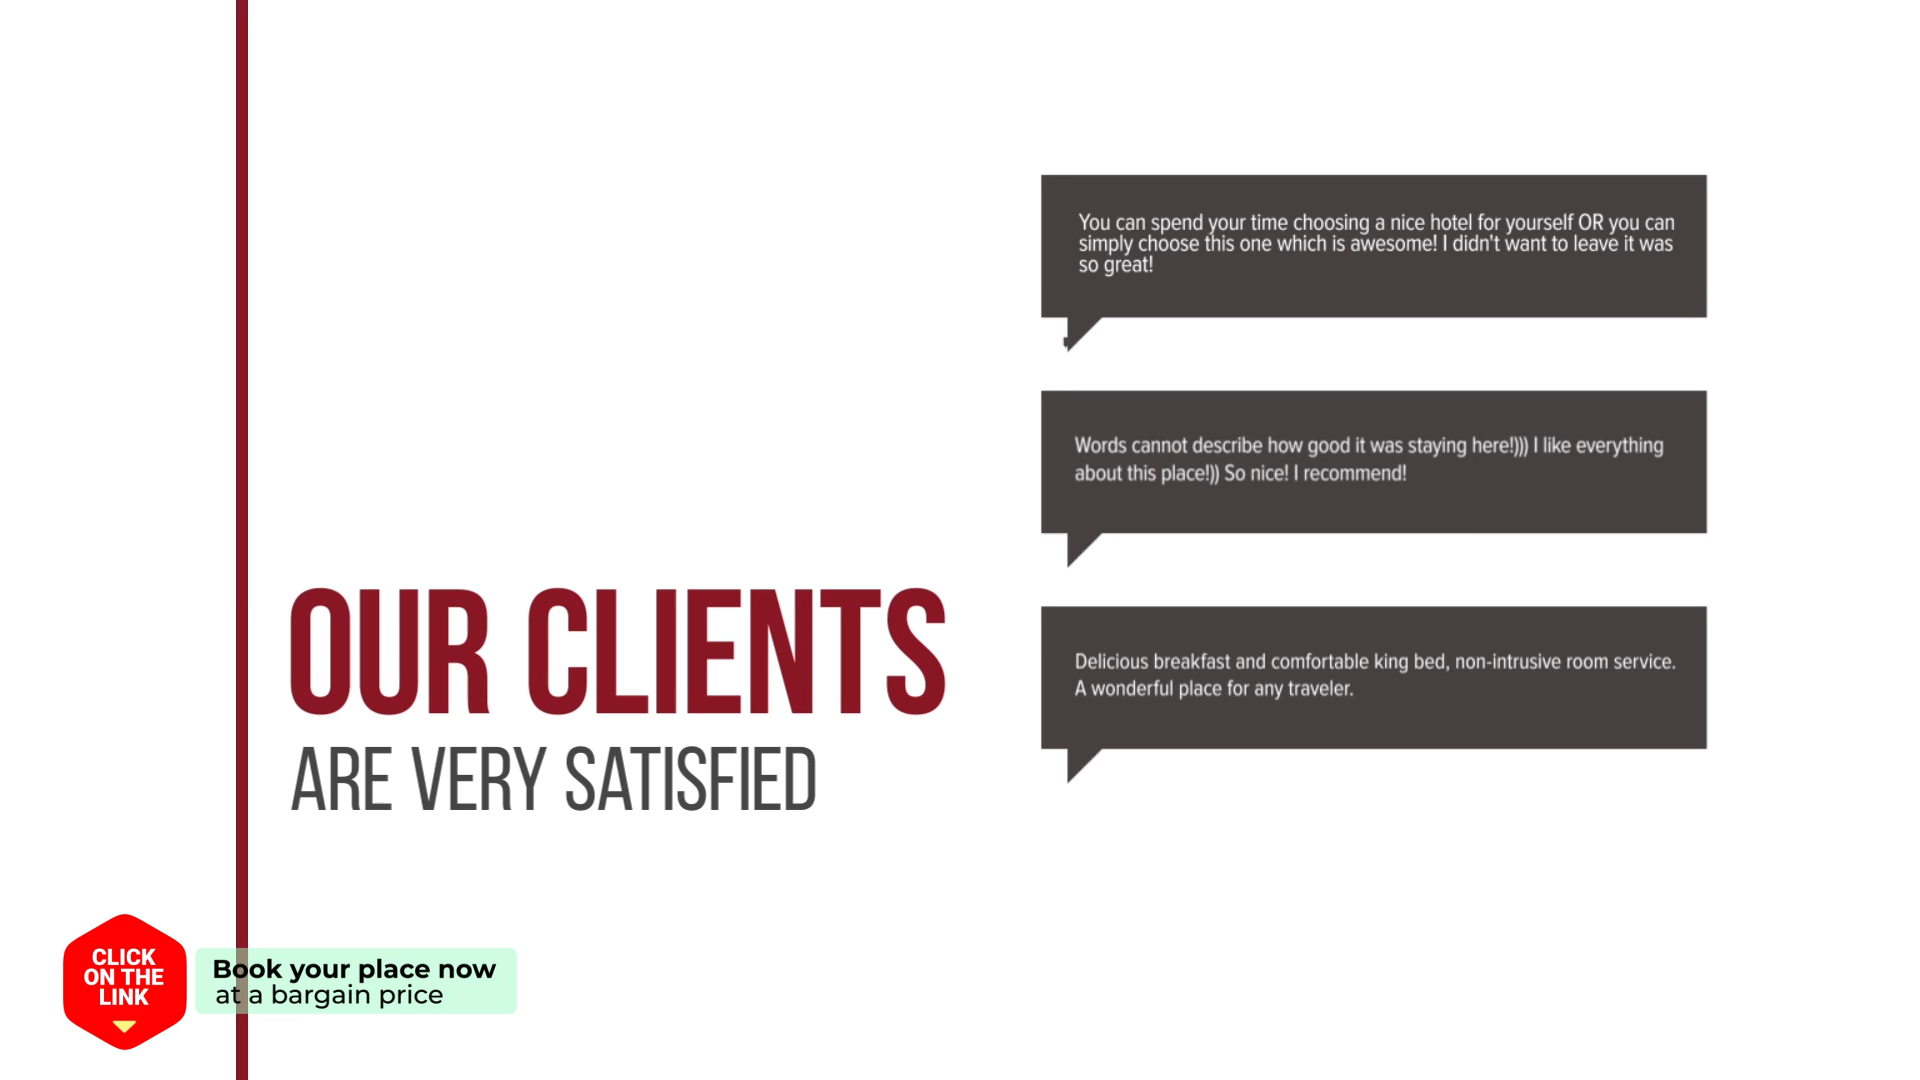 You can spend your time choosing a nice hotel for yourself OR you can
simply choose this one which is awesome! I didn't want to leave it was
so great!
Words cannot describe how good it was staying here!))) I like everything
about this place!)) So nice! I recommend!
OUR CLIENTS
ARE VERY SATISFIED
Delicious breakfast and comfortable king bed, non-intrusive room service.
A wonderful place for any traveler.
CLICK
ON THE
LINK
Book your place now
at a bargain price